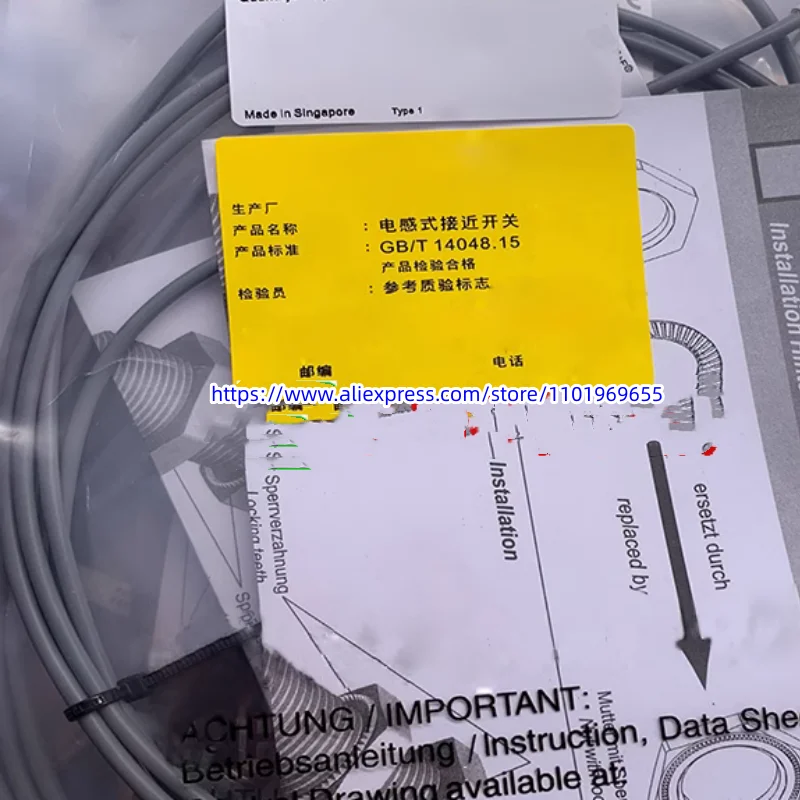 Made in Singapore Type 1
生产厂
产品名称 : 电感式接近开关
产品标准 : GB/T 14048.15
产品检验合格
检验员 : 参考质验标志
邮编 电话
https://www.aliexpress.com/store/1101969655
邮编
Installation
Sperrverzahnung
Locking teeth
Installation
ersetzt durch
replaced by
ACHTUNG / IMPORTANT:
Betriebsanleitung / Instruction, Data She
Drawing available at